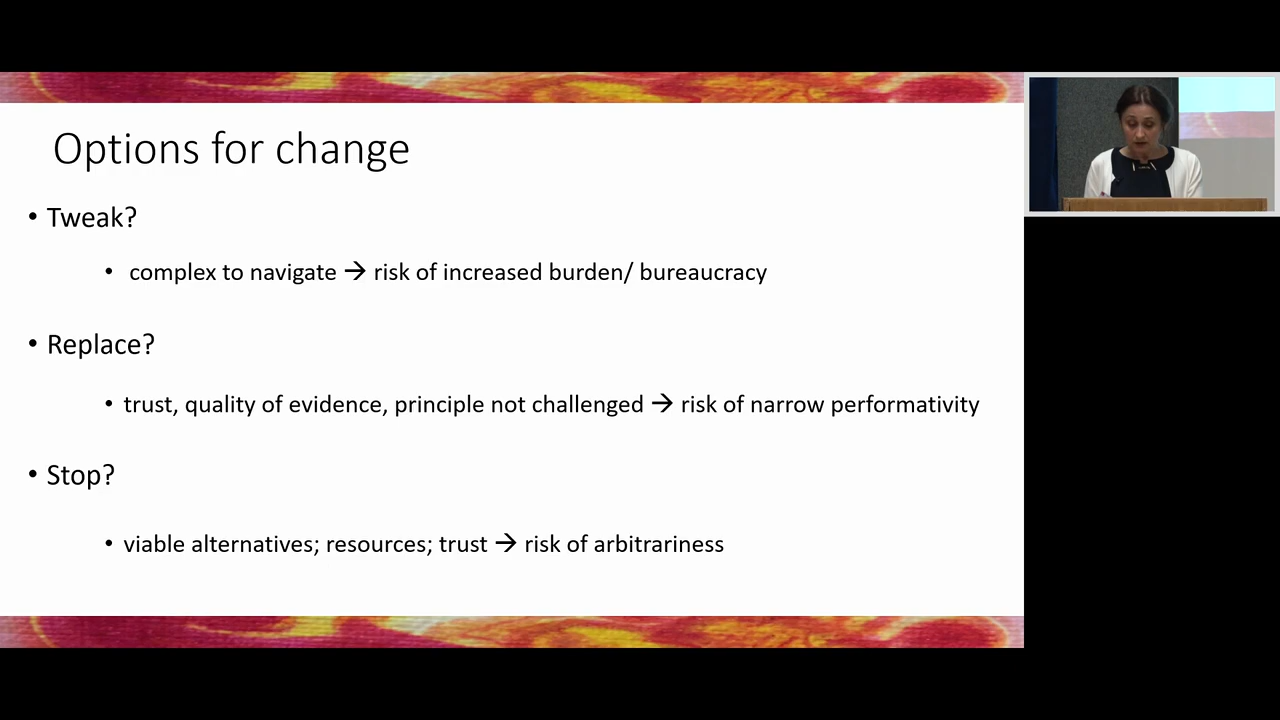 Options for change
• Tweak?
• complex to navigate → risk of increased burden/ bureaucracy
• Replace?
• trust, quality of evidence, principle not challenged → risk of narrow performativity
• Stop?
• viable alternatives; resources; trust → risk of arbitrariness